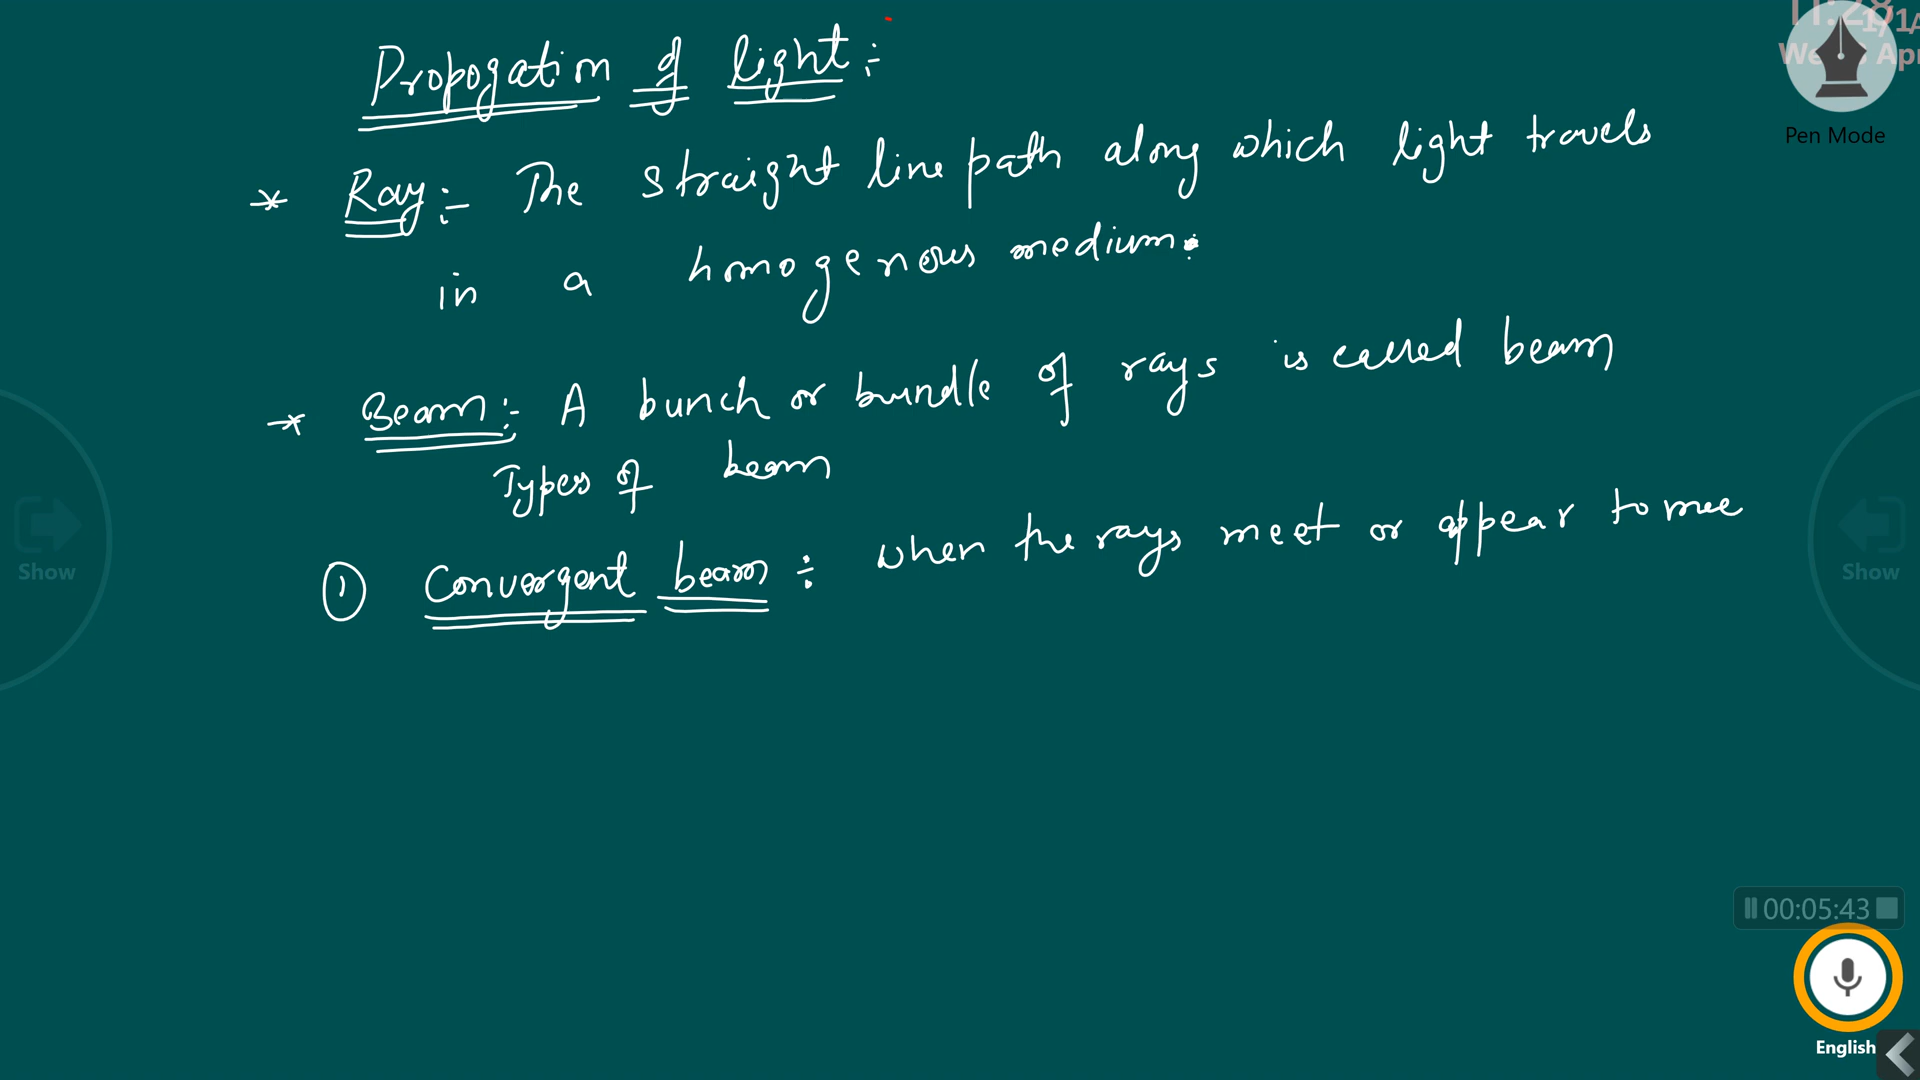 Propogation of light :-
* Ray :- The straight line path along which light travels
in a homogenous medium.
* Beam :- A bunch or bundle of rays is called beam
Types of beam
① Convergent beam : when the rays meet or appear to mee
Pen Mode
Show
Show
00:05:43
English